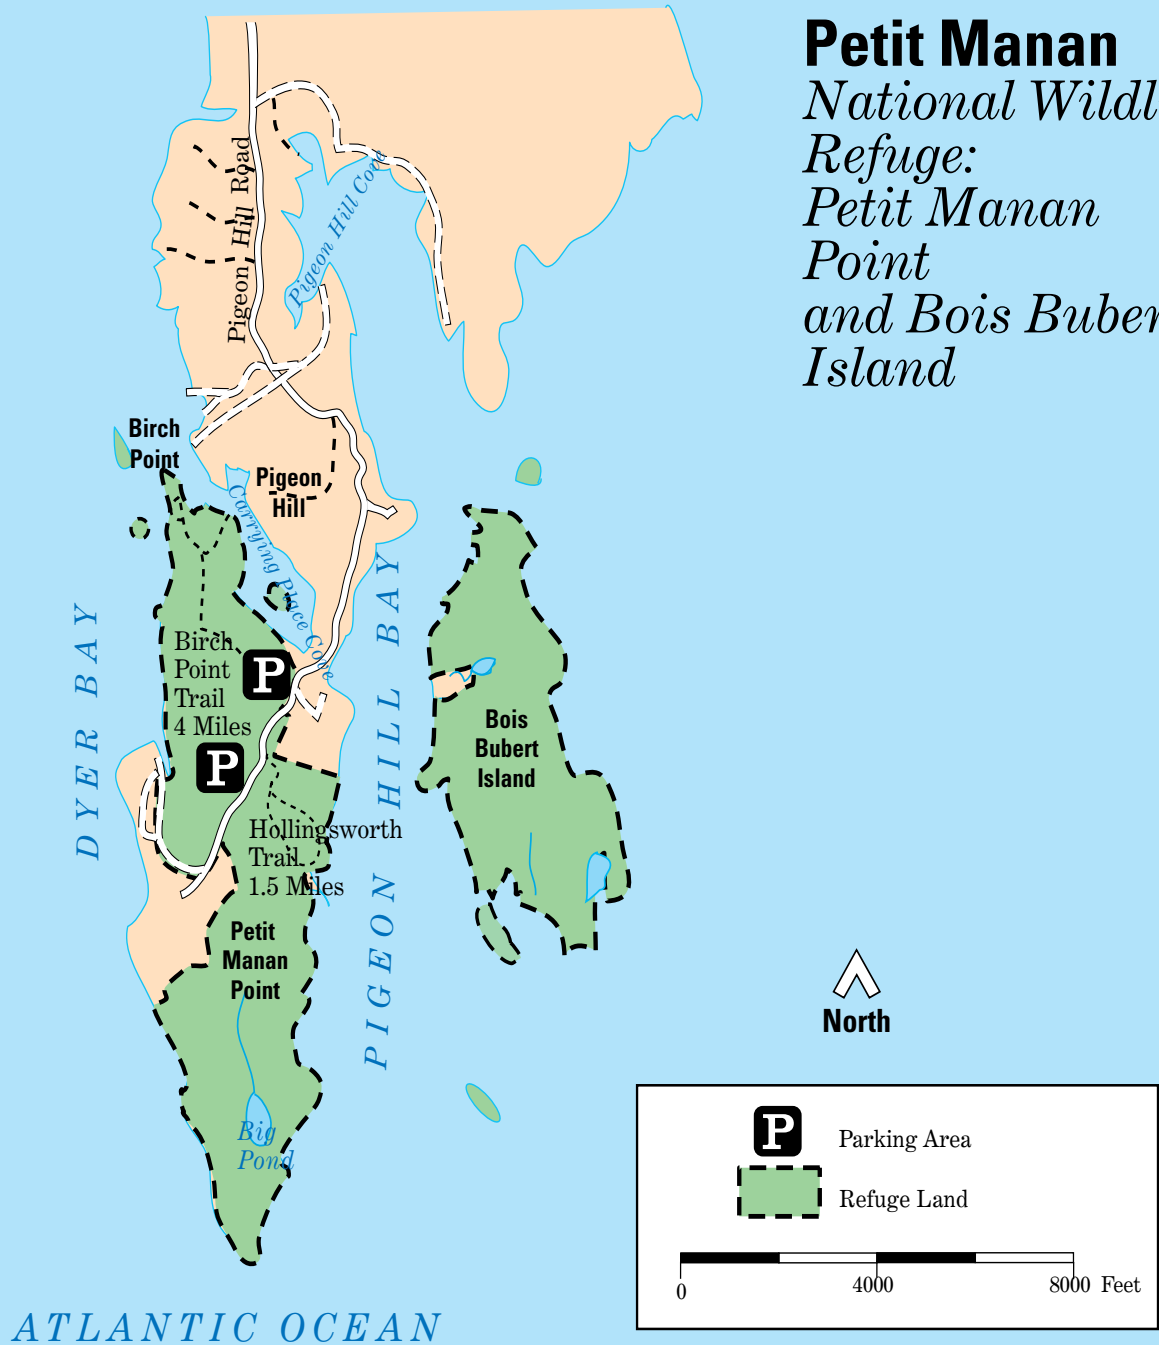 Petit Manan
National Wildl
Refuge:
Petit Manan
Point
and Bois Buber
Island
Pigeon Hill Road
Pigeon Hill Cove
Birch
Point
Pigeon
Hill
Carrying Place Cove
DYER BAY
PIGEON HILL BAY
Birch
Point
Trail
4 Miles
P
P
Bois
Bubert
Island
Hollingsworth
Trail
1.5 Miles
Petit
Manan
Point
Big
Pond
North
P
Parking Area
Refuge Land
0 4000 8000 Feet
ATLANTIC OCEAN